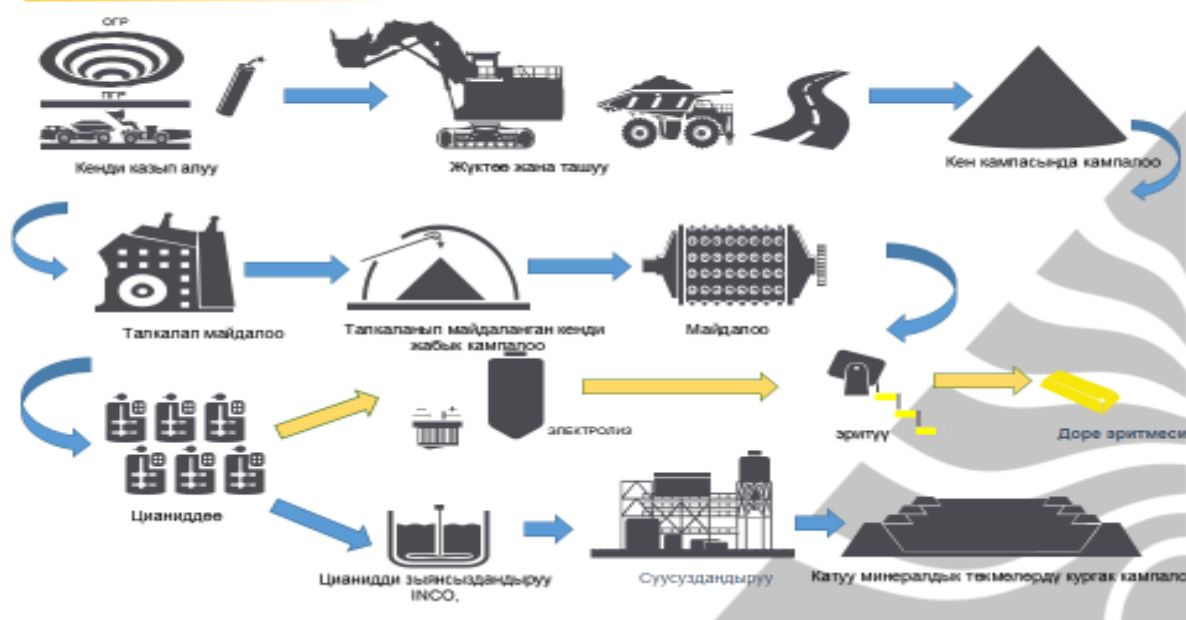 ОГР
ПГР
Кенди казып алуу
Жүктөө жана ташуу
Кен кампасында кампалоо
Талкалап майдалоо
Талкаланып майдаланган кенди
жабык кампалоо
Майдалоо
ЭЛЕКТРОЛИЗ
эритүү
Доре эритмеси
Цианиддөө
Цианидди зыянсыздандыруу
INCO,
Суусуздандыруу
Катуу минералдык төкмөлөрдү кургак кампало